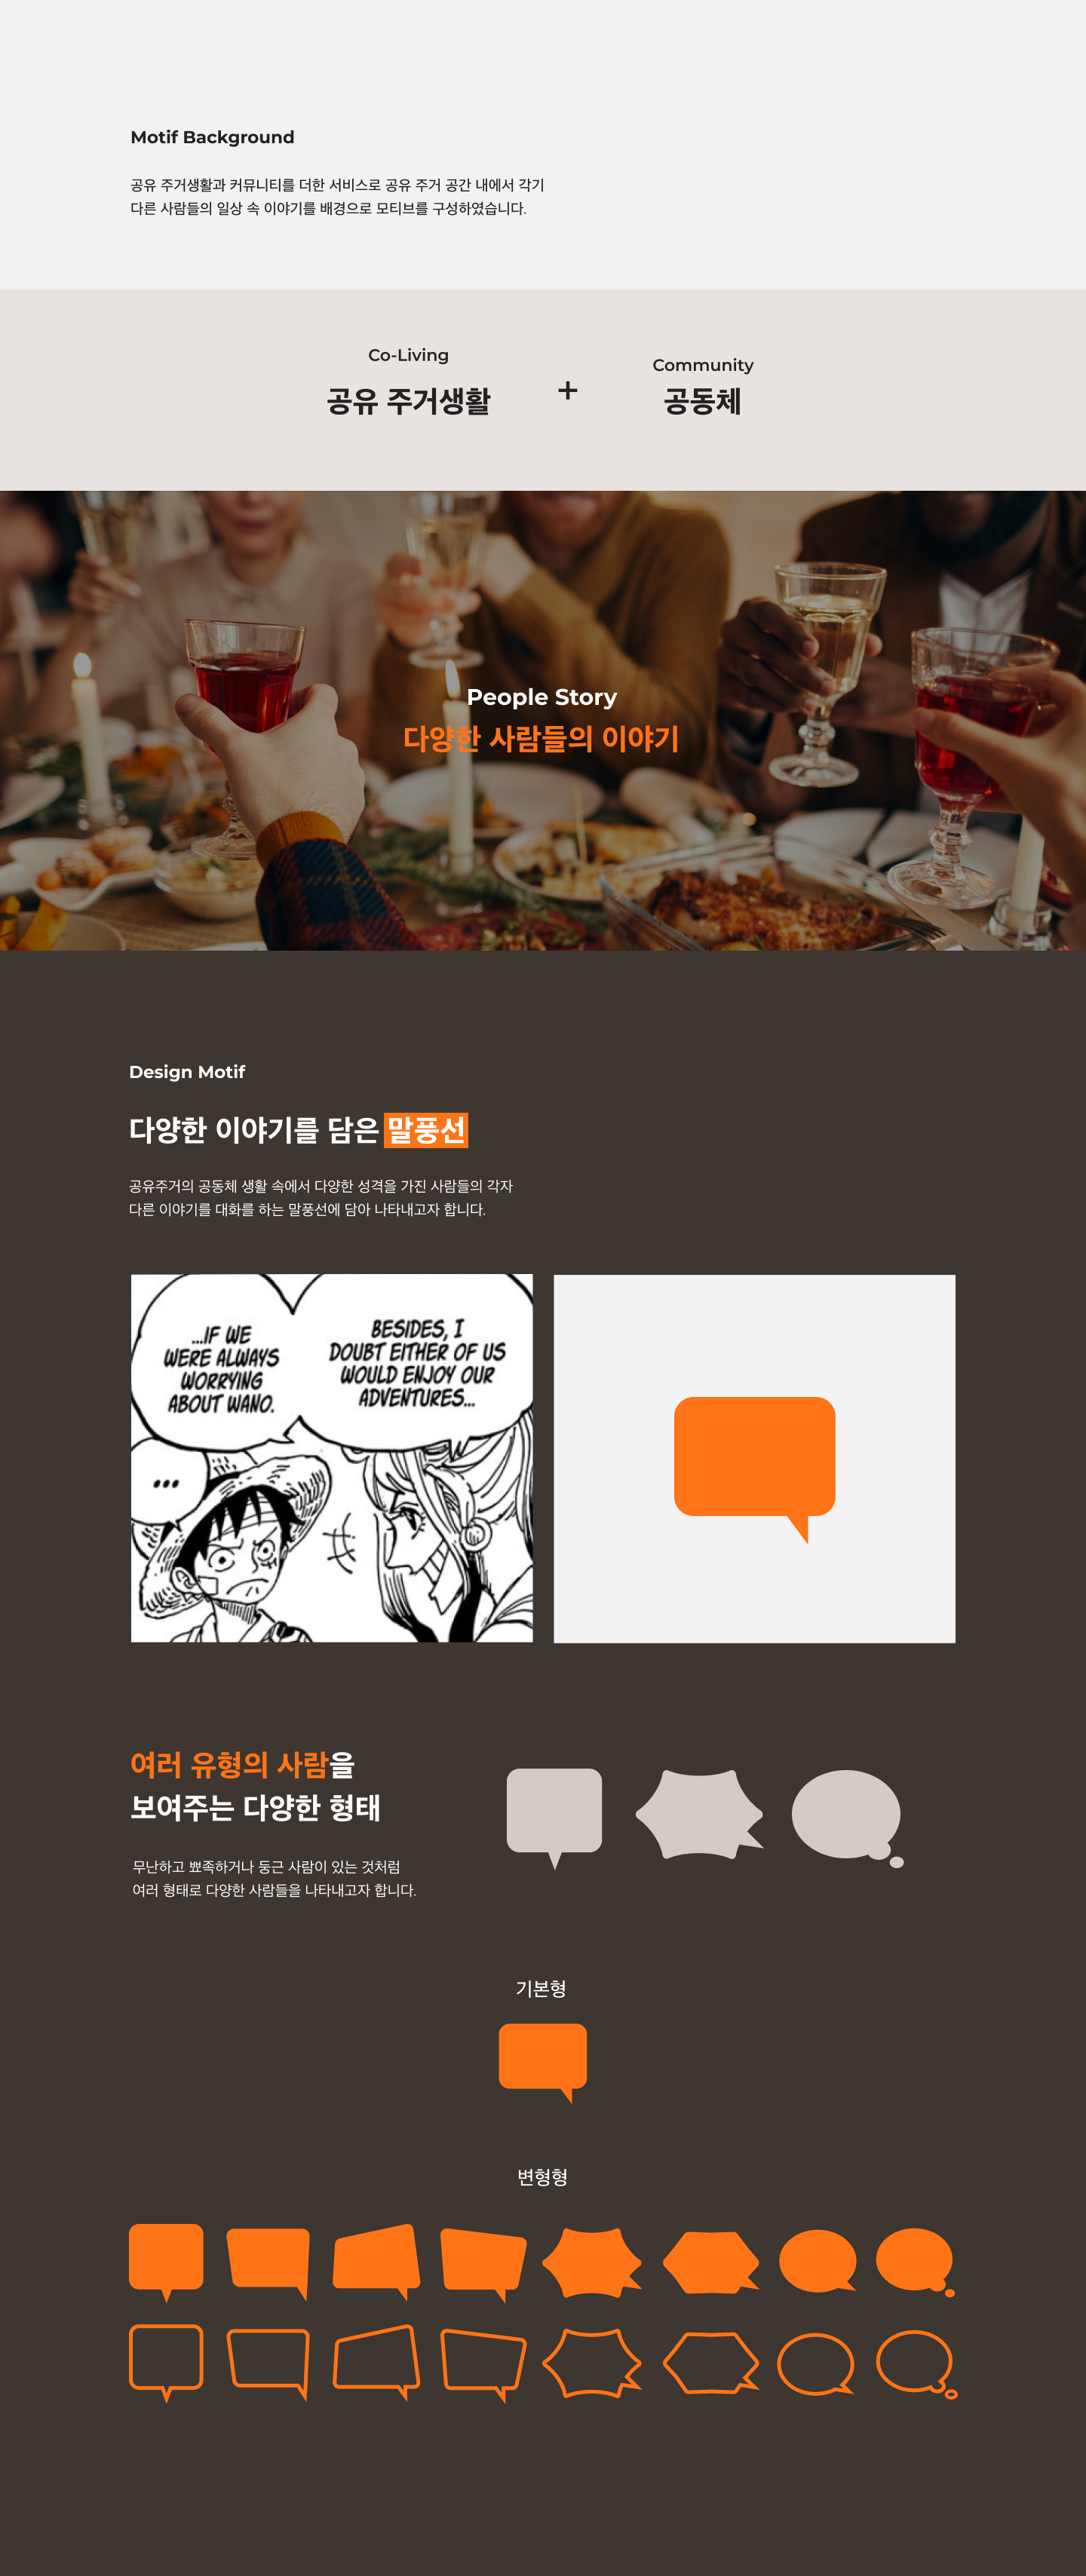 Motif Background
공유 주거생활과 커뮤니티를 더한 서비스로 공유 주거 공간 내에서 각기
다른 사람들의 일상 속 이야기를 배경으로 모티브를 구성하였습니다.
Co-Living
공유 주거생활
+
Community
공동체
People Story
다양한 사람들의 이야기
Design Motif
다양한 이야기를 담은 말풍선
공유주거의 공동체 생활 속에서 다양한 성격을 가진 사람들의 각자
다른 이야기를 대화를 하는 말풍선에 담아 나타내고자 합니다.
...IF WE
WERE ALWAYS
WORRYING
ABOUT WANO.
BESIDES, I
DOUBT EITHER OF US
WOULD ENJOY OUR
ADVENTURES...
...
여러 유형의 사람을
보여주는 다양한 형태
무난하고 뾰족하거나 둥근 사람이 있는 것처럼
여러 형태로 다양한 사람들을 나타내고자 합니다.
기본형
변형형